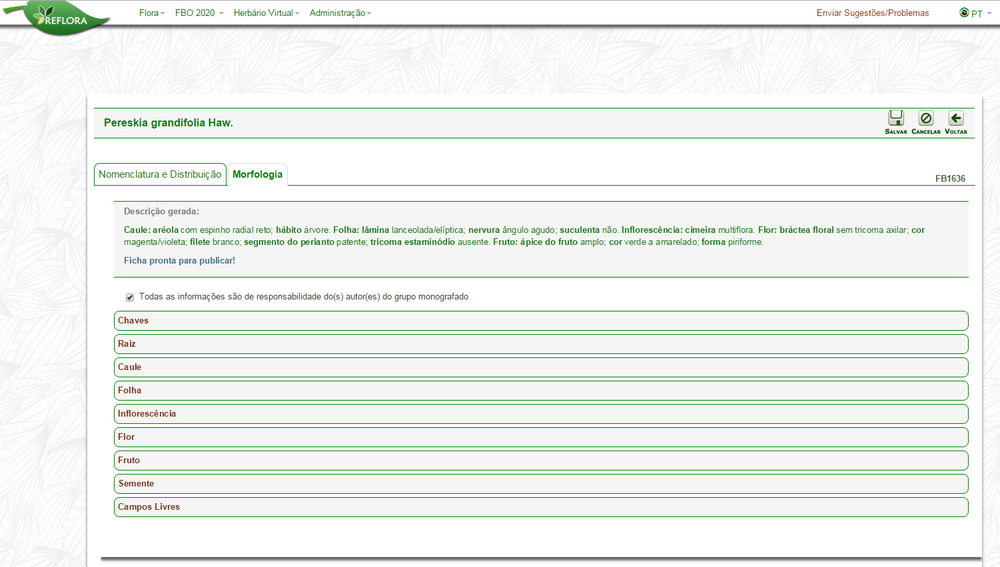 REFLORA
Flora FBO 2020 Herbário Virtual Administração Enviar Sugestões/Problemas PT
Pereskia grandifolia Haw.
SALVAR CANCELAR VOLTAR
Nomenclatura e Distribuição Morfologia FB1636
Descrição gerada:
Caule: aréola com espinho radial reto; hábito árvore. Folha: lâmina lanceolada/elíptica; nervura ângulo agudo; suculenta não. Inflorescência: cimeira multiflora. Flor: bráctea floral sem tricoma axilar; cor
magenta/violeta; filete branco; segmento do perianto patente; tricoma estaminódio ausente. Fruto: ápice do fruto amplo; cor verde a amarelado; forma piriforme.
Ficha pronta para publicar!
Todas as informações são de responsabilidade do(s) autor(es) do grupo monografado
Chaves
Raiz
Caule
Folha
Inflorescência
Flor
Fruto
Semente
Campos Livres